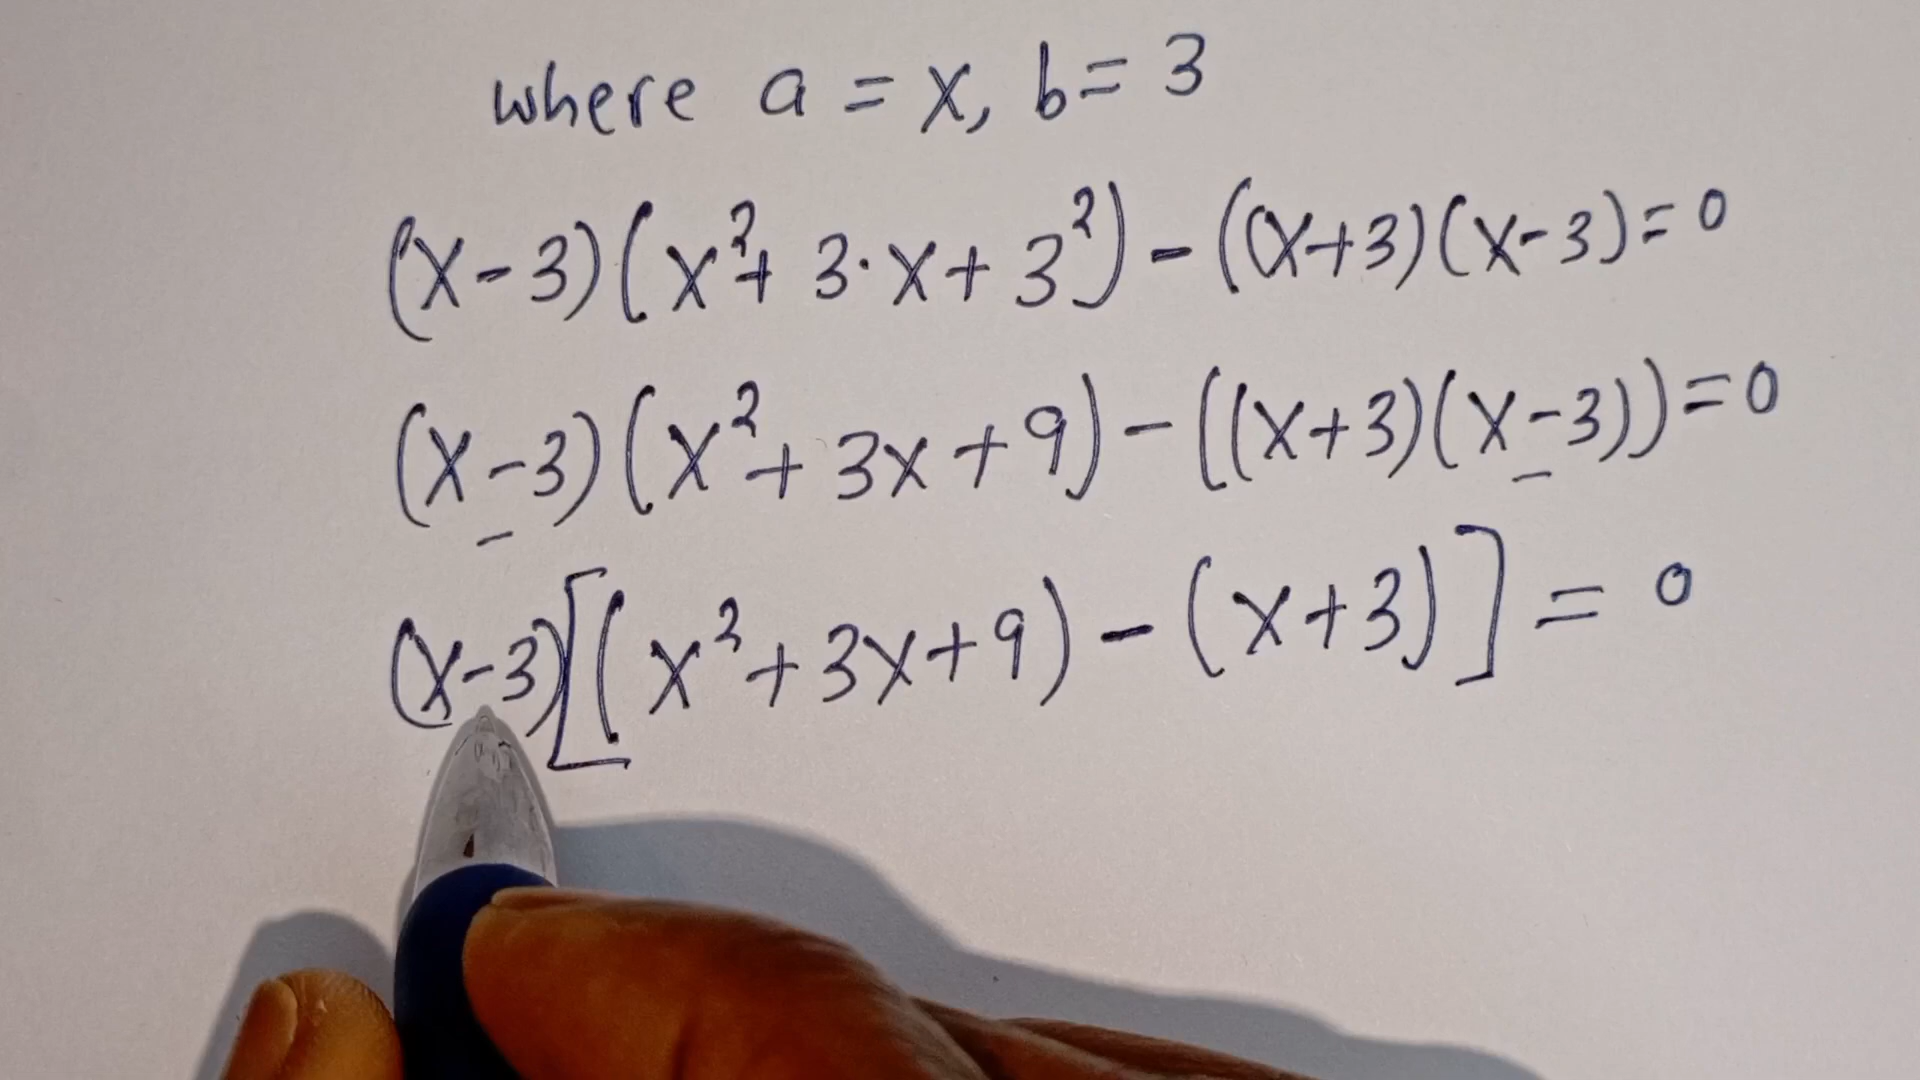 where a = x, b = 3
(x-3)(x²+ 3·x + 3²) - ((x+3)(x-3) = 0
(x-3)(x² + 3x + 9) - ((x+3)(x-3)) = 0
(x-3)[(x² + 3x + 9) - (x+3)] = 0